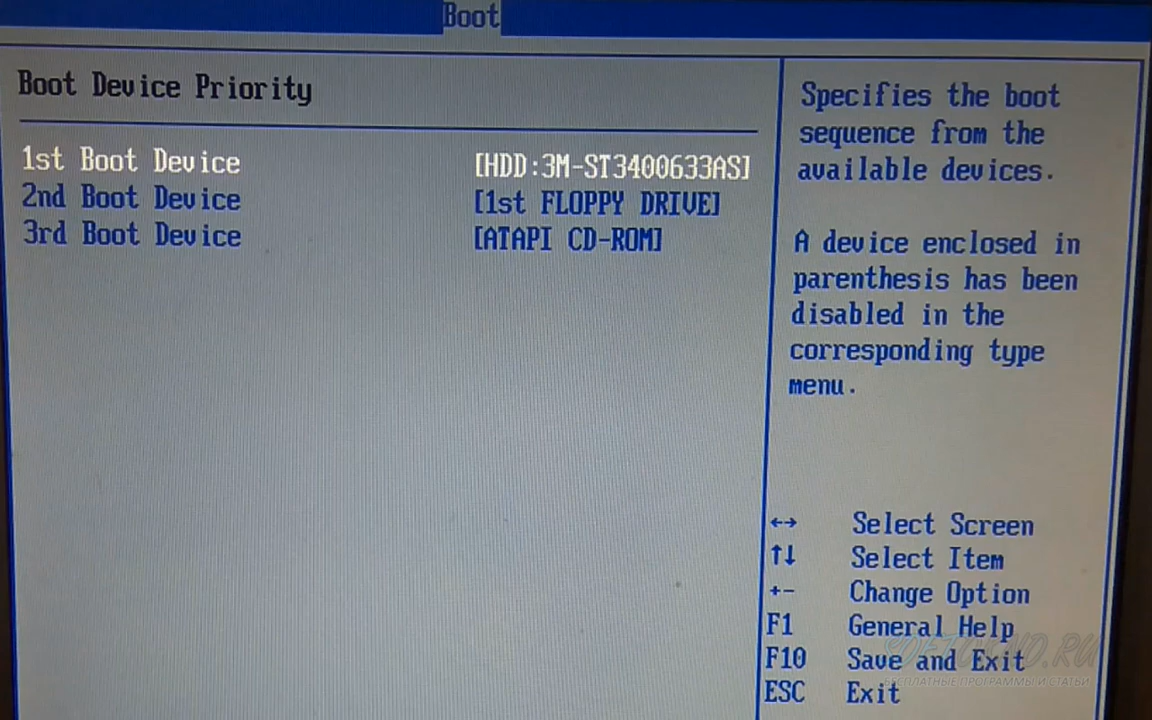 Boot
Boot Device Priority
1st Boot Device [HDD:3M-ST3400633AS]
2nd Boot Device [1st FLOPPY DRIVE]
3rd Boot Device [ATAPI CD-ROM]
Specifies the boot
sequence from the
available devices.
A device enclosed in
parenthesis has been
disabled in the
corresponding type
menu.
↔ Select Screen
↑↓ Select Item
+- Change Option
F1 General Help
F10 Save and Exit
ESC Exit
БЕСПЛАТНЫЕ ПРОГРАММЫ И СТАТЬИ